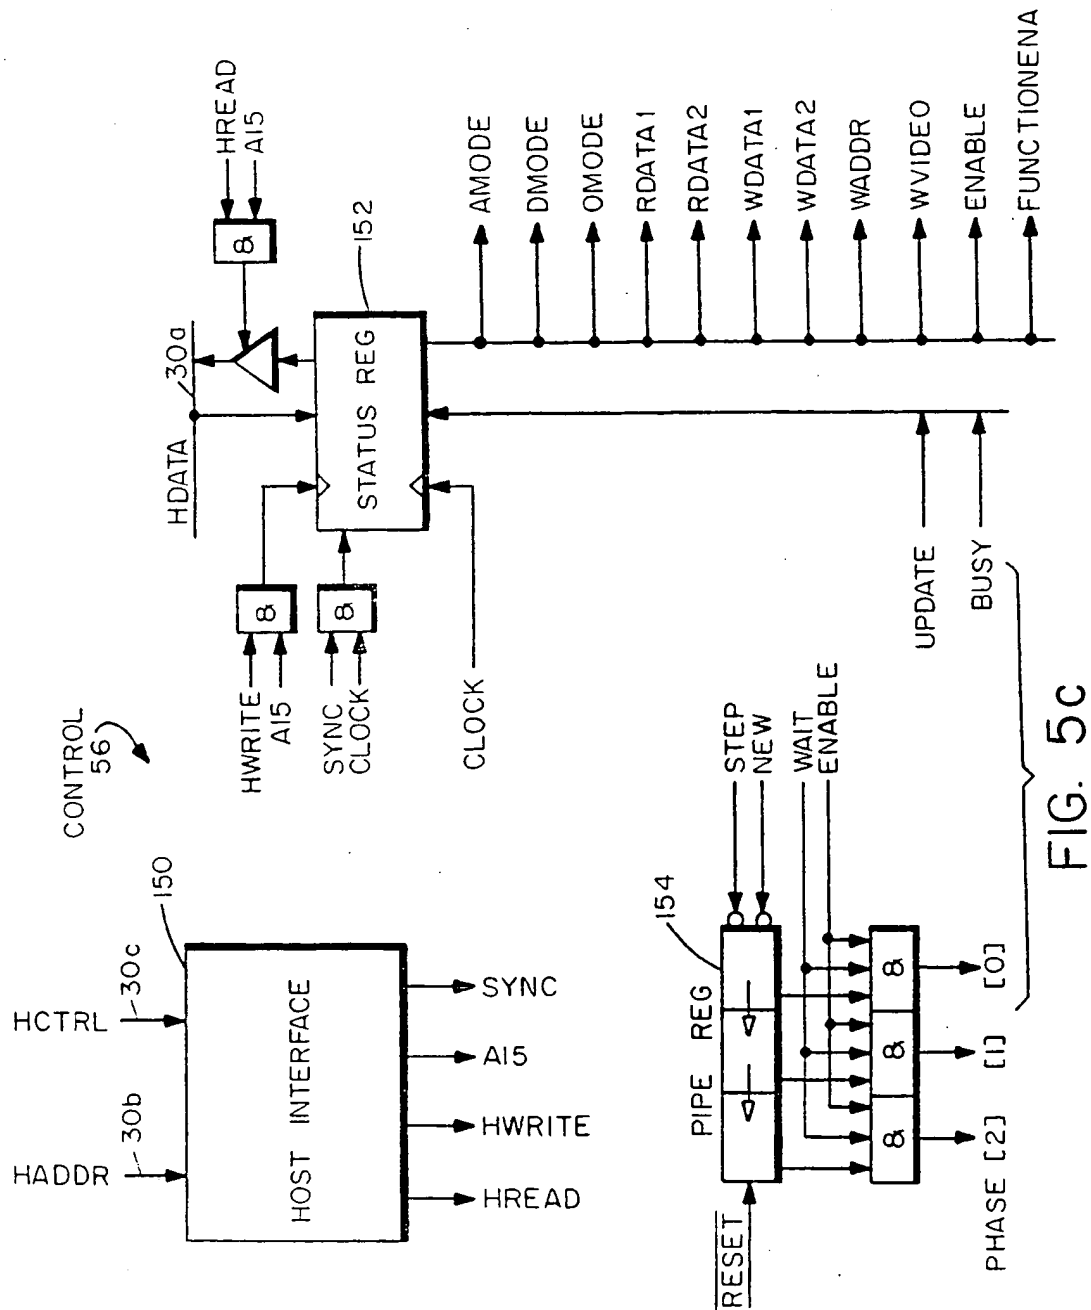 CONTROL
56
HCTRL
30c
HADDR
30b
150
HOST INTERFACE
SYNC
A15
HWRITE
HREAD
HDATA
30a
HREAD
A15
&
HWRITE
A15
&
SYNC
CLOCK
&
CLOCK
STATUS REG
152
AMODE
DMODE
OMODE
RDATA1
RDATA2
WDATA1
WDATA2
WADDR
WVIDEO
ENABLE
FUNCTIONENA
UPDATE
BUSY
154
PIPE REG
STEP
NEW
WAIT
ENABLE
RESET
&
&
&
PHASE [2] [1] [0]
FIG. 5c